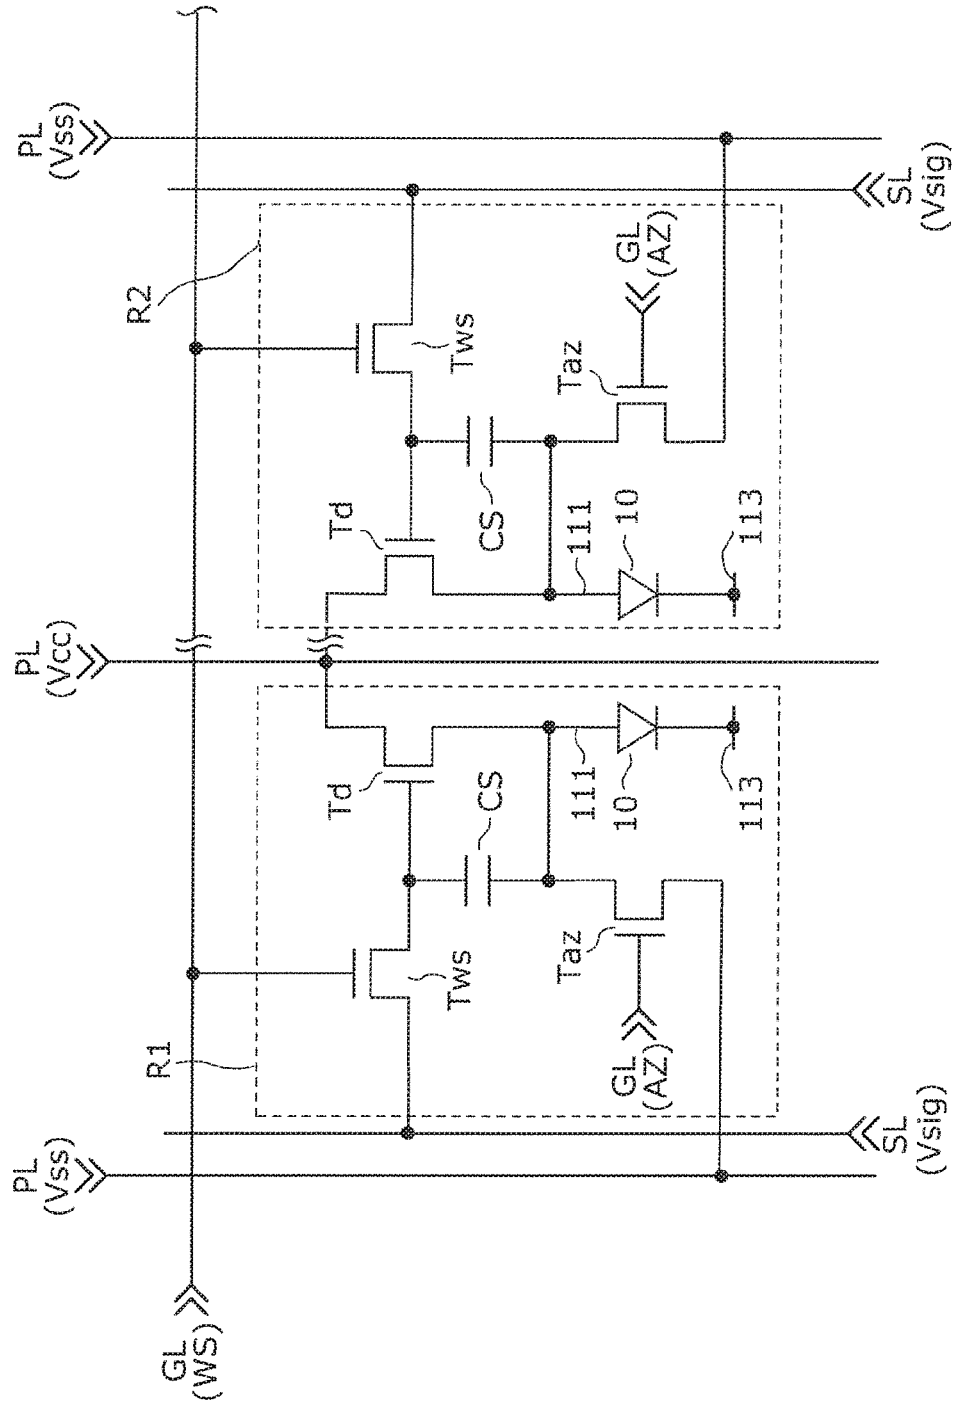 PL
(Vss)
PL
(Vcc)
PL
(Vss)
GL
(WS)
R1
R2
Td
Td
Tws
Tws
CS
CS
Taz
111
111
Taz
GL
(AZ)
10
10
GL
(AZ)
113
113
SL
(Vsig)
SL
(Vsig)